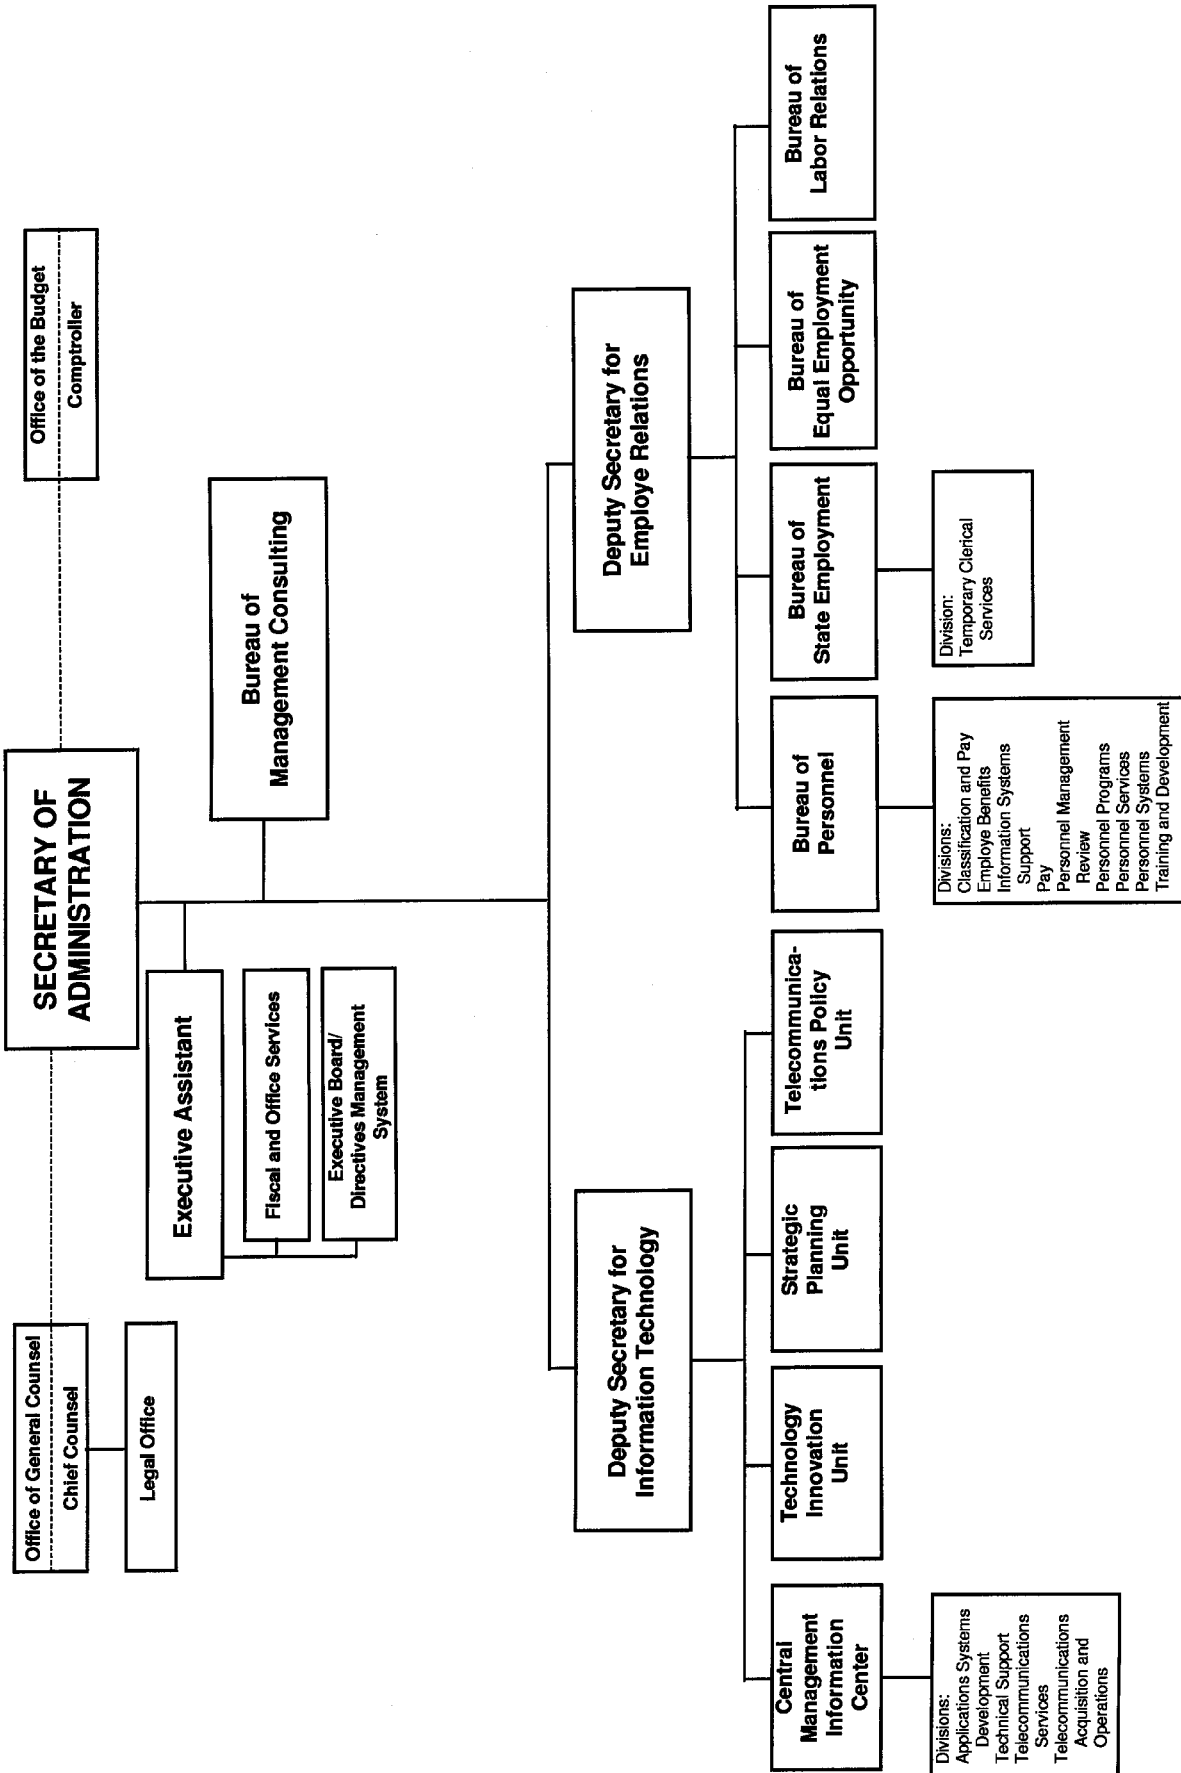 SECRETARY OF
ADMINISTRATION
Office of General Counsel
Chief Counsel
Legal Office
Office of the Budget
Comptroller
Executive Assistant
Fiscal and Office Services
Executive Board/
Directives Management
System
Bureau of
Management Consulting
Deputy Secretary for
Information Technology
Deputy Secretary for
Employe Relations
Central
Management
Information
Center
Technology
Innovation
Unit
Strategic
Planning
Unit
Telecommunica-
tions Policy
Unit
Bureau of
Personnel
Bureau of
State Employment
Bureau of
Equal Employment
Opportunity
Bureau of
Labor Relations
Divisions:
Applications Systems
Development
Technical Support
Telecommunications
Services
Telecommunications
Acquisition and
Operations
Divisions:
Classification and Pay
Employe Benefits
Information Systems
Support
Pay
Personnel Management
Review
Personnel Programs
Personnel Services
Personnel Systems
Training and Development
Division:
Temporary Clerical
Services